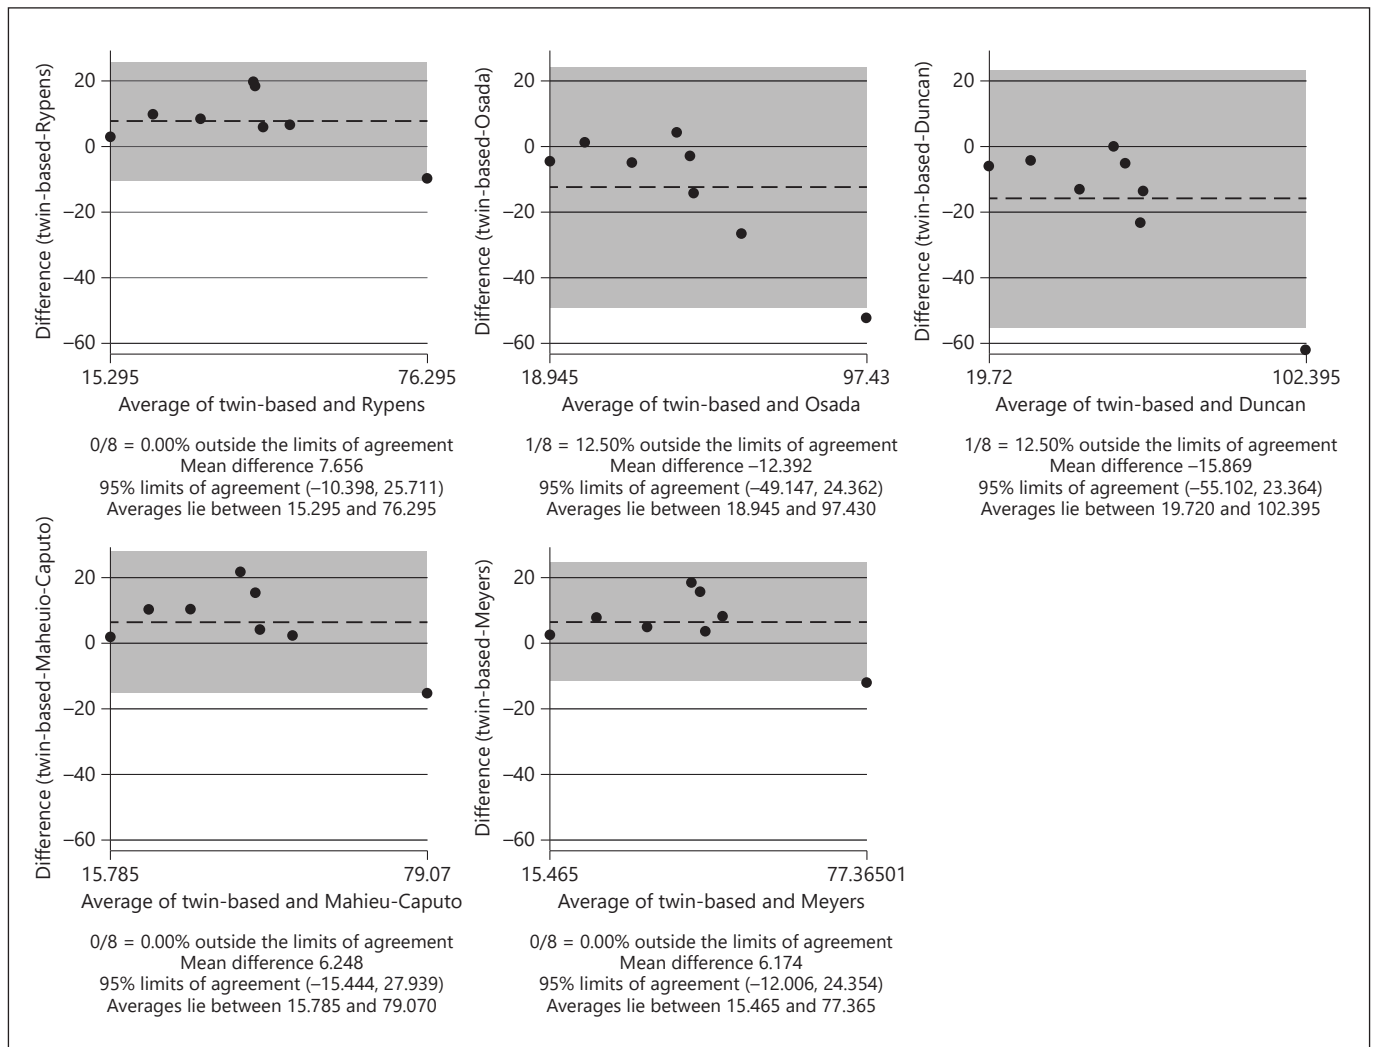 Difference (twin-based-Rypens)
20
0
–20
–40
–60
15.295
76.295
Average of twin-based and Rypens
0/8 = 0.00% outside the limits of agreement
Mean difference 7.656
95% limits of agreement (–10.398, 25.711)
Averages lie between 15.295 and 76.295
Difference (twin-based-Osada)
20
0
–20
–40
–60
18.945
97.43
Average of twin-based and Osada
1/8 = 12.50% outside the limits of agreement
Mean difference –12.392
95% limits of agreement (–49.147, 24.362)
Averages lie between 18.945 and 97.430
Difference (twin-based-Duncan)
20
0
–20
–40
–60
19.72
102.395
Average of twin-based and Duncan
1/8 = 12.50% outside the limits of agreement
Mean difference –15.869
95% limits of agreement (–55.102, 23.364)
Averages lie between 19.720 and 102.395
Difference (twin-based-Maheuio-Caputo)
20
0
–20
–40
–60
15.785
79.07
Average of twin-based and Mahieu-Caputo
0/8 = 0.00% outside the limits of agreement
Mean difference 6.248
95% limits of agreement (–15.444, 27.939)
Averages lie between 15.785 and 79.070
Difference (twin-based-Meyers)
20
0
–20
–40
–60
15.465
77.36501
Average of twin-based and Meyers
0/8 = 0.00% outside the limits of agreement
Mean difference 6.174
95% limits of agreement (–12.006, 24.354)
Averages lie between 15.465 and 77.365